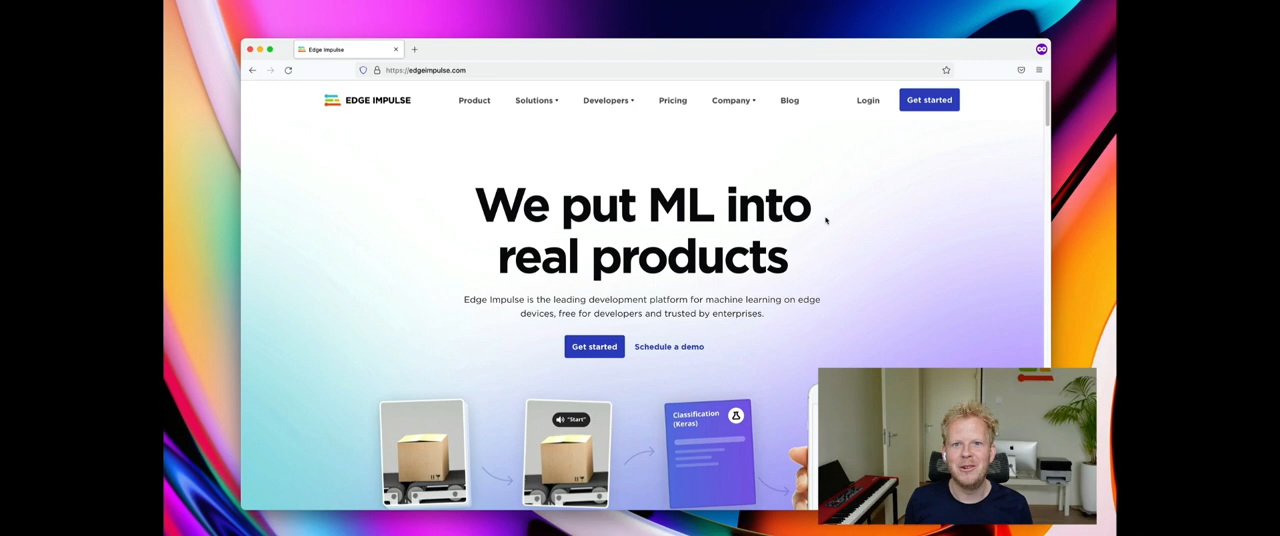 Edge Impulse
https://edgeimpulse.com
EDGE IMPULSE
Product
Solutions
Developers
Pricing
Company
Blog
Login
Get started
We put ML into
real products
Edge Impulse is the leading development platform for machine learning on edge
devices, free for developers and trusted by enterprises.
Get started
Schedule a demo
"Start"
Classification
(Keras)